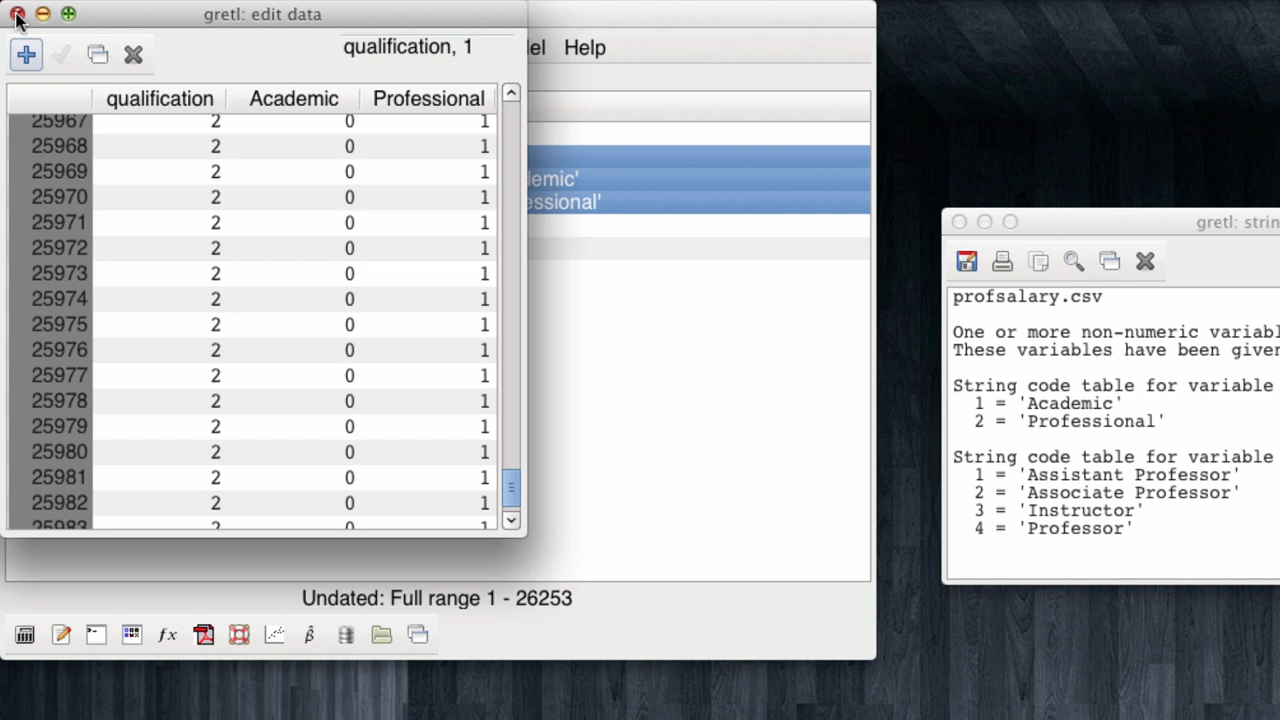 gretl: edit data
Help
qualification, 1
qualification Academic Professional
25967 2 0 1
25968 2 0 1
25969 2 0 1
25970 2 0 1
25971 2 0 1
25972 2 0 1
25973 2 0 1
25974 2 0 1
25975 2 0 1
25976 2 0 1
25977 2 0 1
25978 2 0 1
25979 2 0 1
25980 2 0 1
25981 2 0 1
25982 2 0 1
25983 1
demic'
essional'
Undated: Full range 1 - 26253
fx
β̂
gretl: strin
profsalary.csv
One or more non-numeric variabl
These variables have been given
String code table for variable
1 = 'Academic'
2 = 'Professional'
String code table for variable
1 = 'Assistant Professor'
2 = 'Associate Professor'
3 = 'Instructor'
4 = 'Professor'